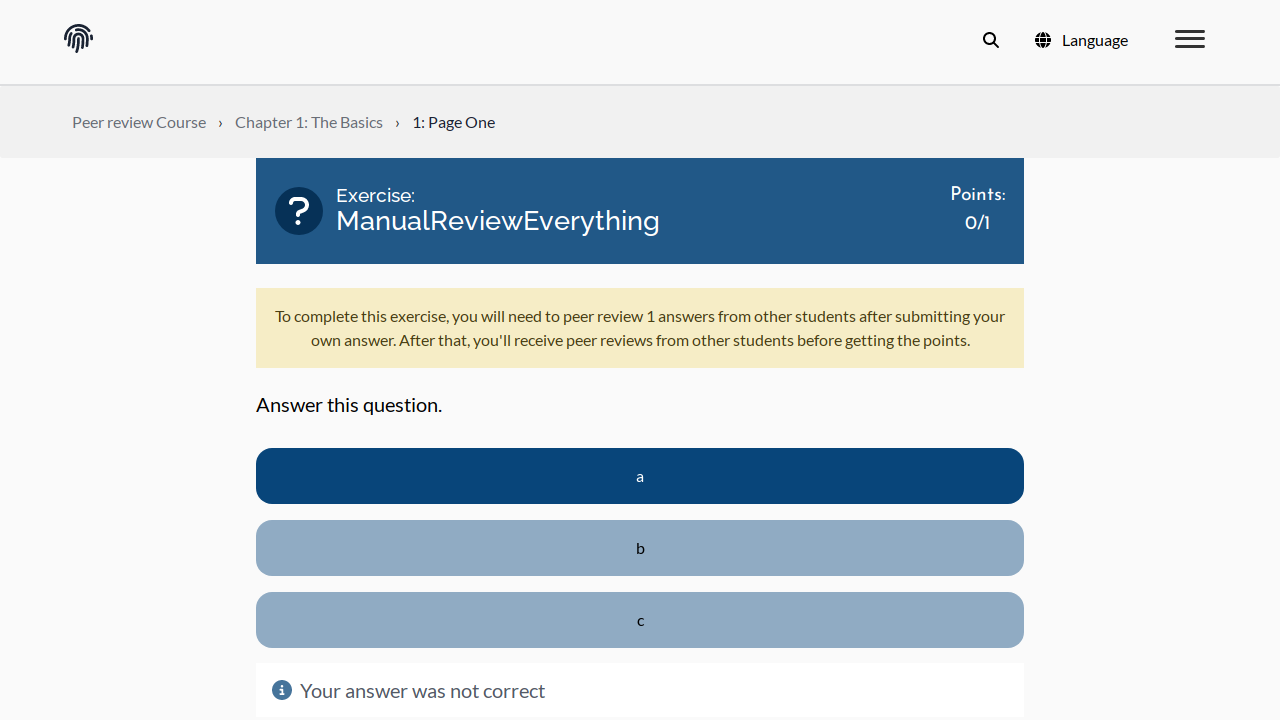 Language
Peer review Course › Chapter 1: The Basics › 1: Page One
Exercise:
ManualReviewEverything
Points:
0/1
To complete this exercise, you will need to peer review 1 answers from other students after submitting your
own answer. After that, you'll receive peer reviews from other students before getting the points.
Answer this question.
a
b
c
Your answer was not correct